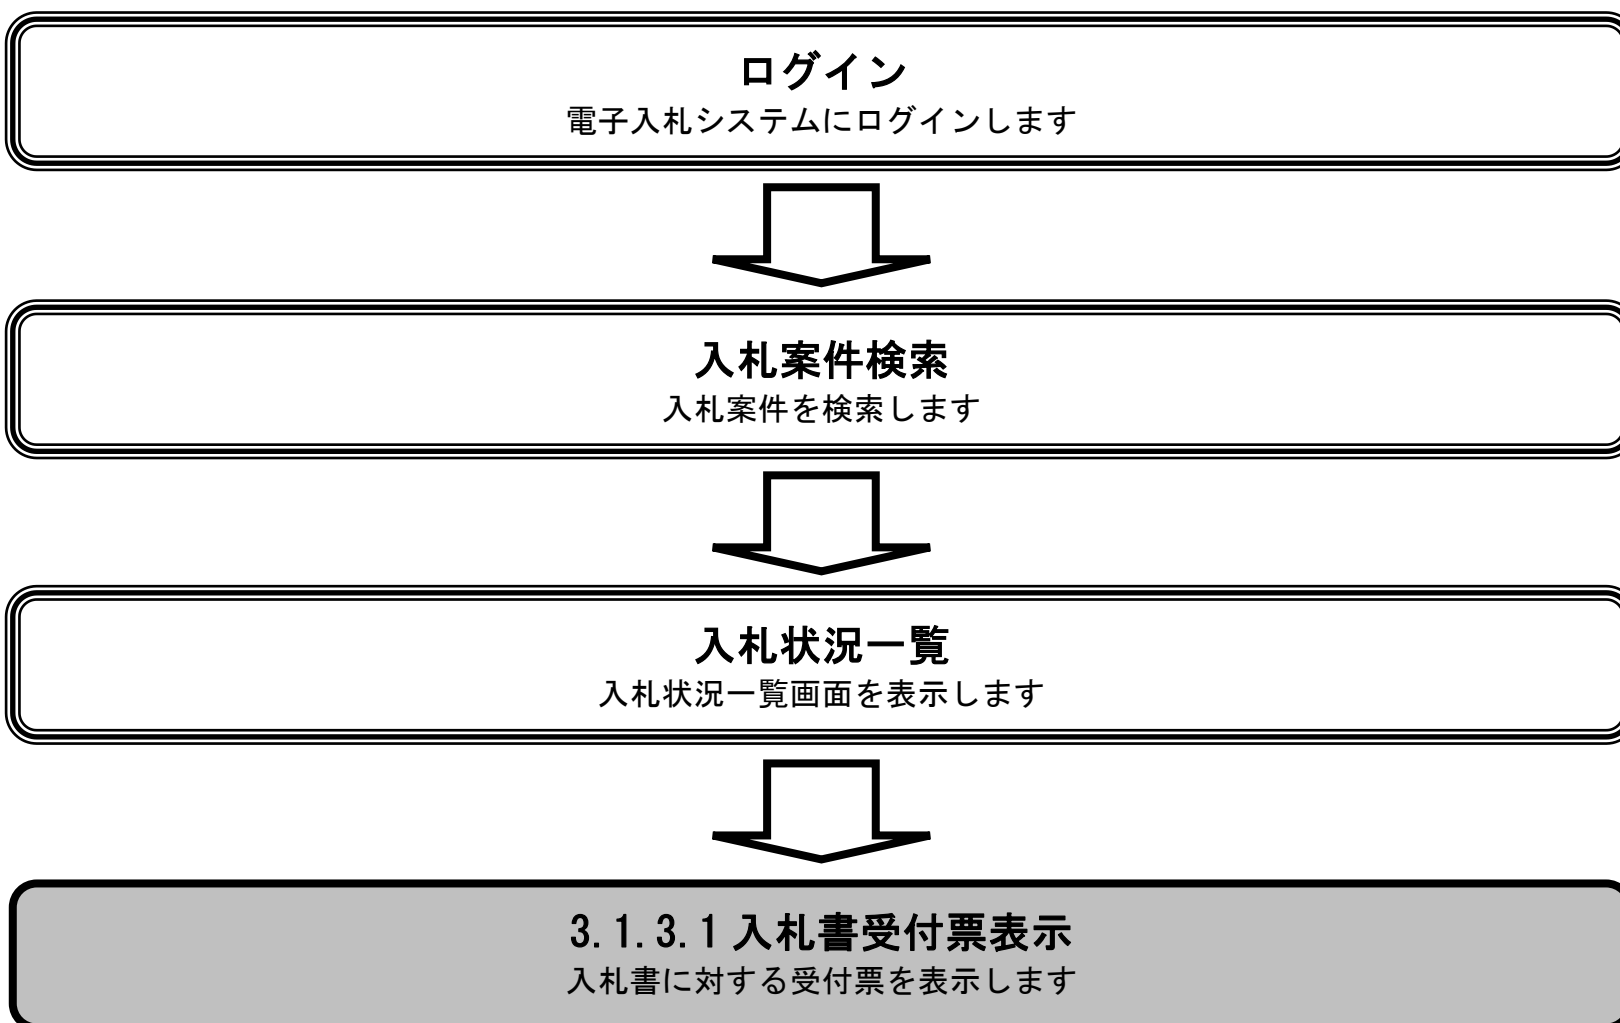 ログイン
電子入札システムにログインします
入札案件検索
入札案件を検索します
入札状況一覧
入札状況一覧画面を表示します
3.1.3.1 入札書受付票表示
入札書に対する受付票を表示します